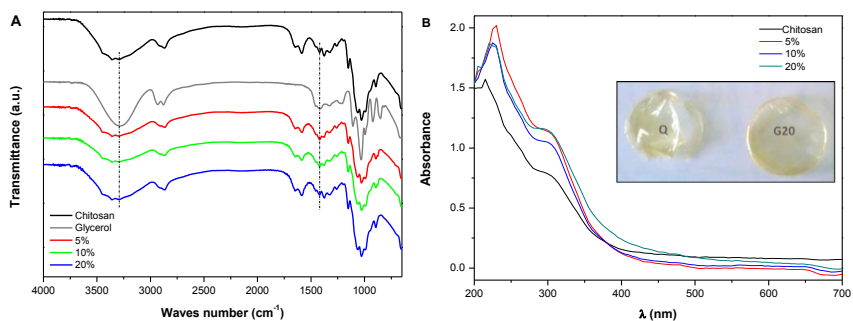 A
Transmittance (a.u.)
Chitosan
Glycerol
5%
10%
20%
4000 3500 3000 2500 2000 1500 1000
Waves number (cm⁻¹)
B
Absorbance
2.0
1.5
1.0
0.5
0.0
Chitosan
5%
10%
20%
Q
G20
200 300 400 500 600 700
λ (nm)